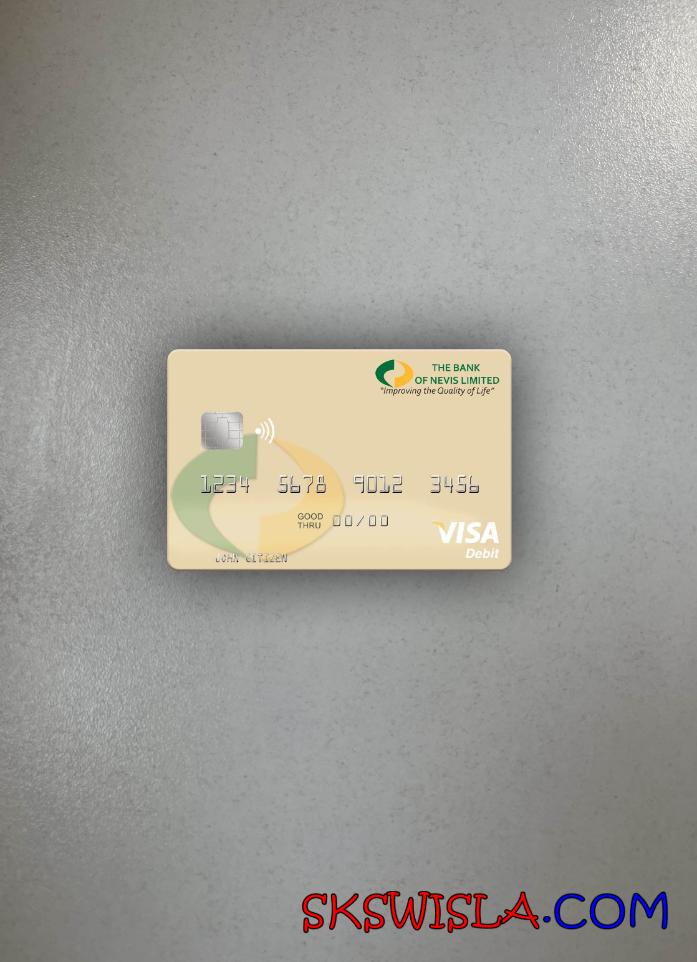 THE BANK
OF NEVIS LIMITED
"Improving the Quality of Life"
1234 5678 9012 3456
GOOD
THRU 00/00
VISA
Debit
JOHN CITIZEN
SKSWISLA.COM